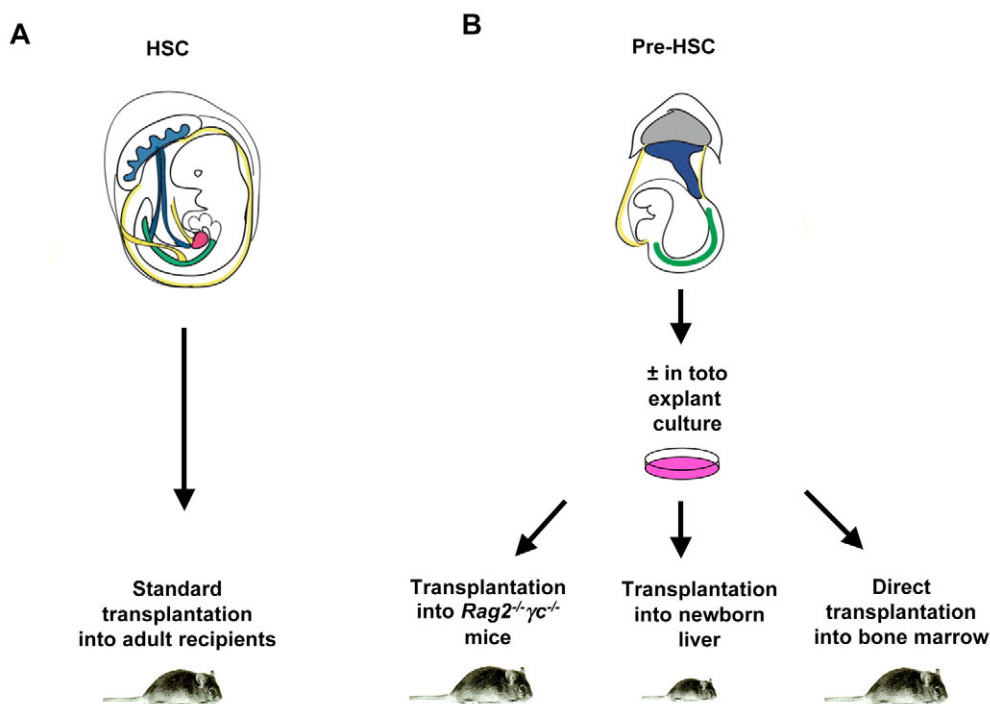 A
HSC
Standard
transplantation
into adult recipients
B
Pre-HSC
± in toto
explant
culture
Transplantation
into Rag2-/-γc-/-
mice
Transplantation
into newborn
liver
Direct
transplantation
into bone marrow